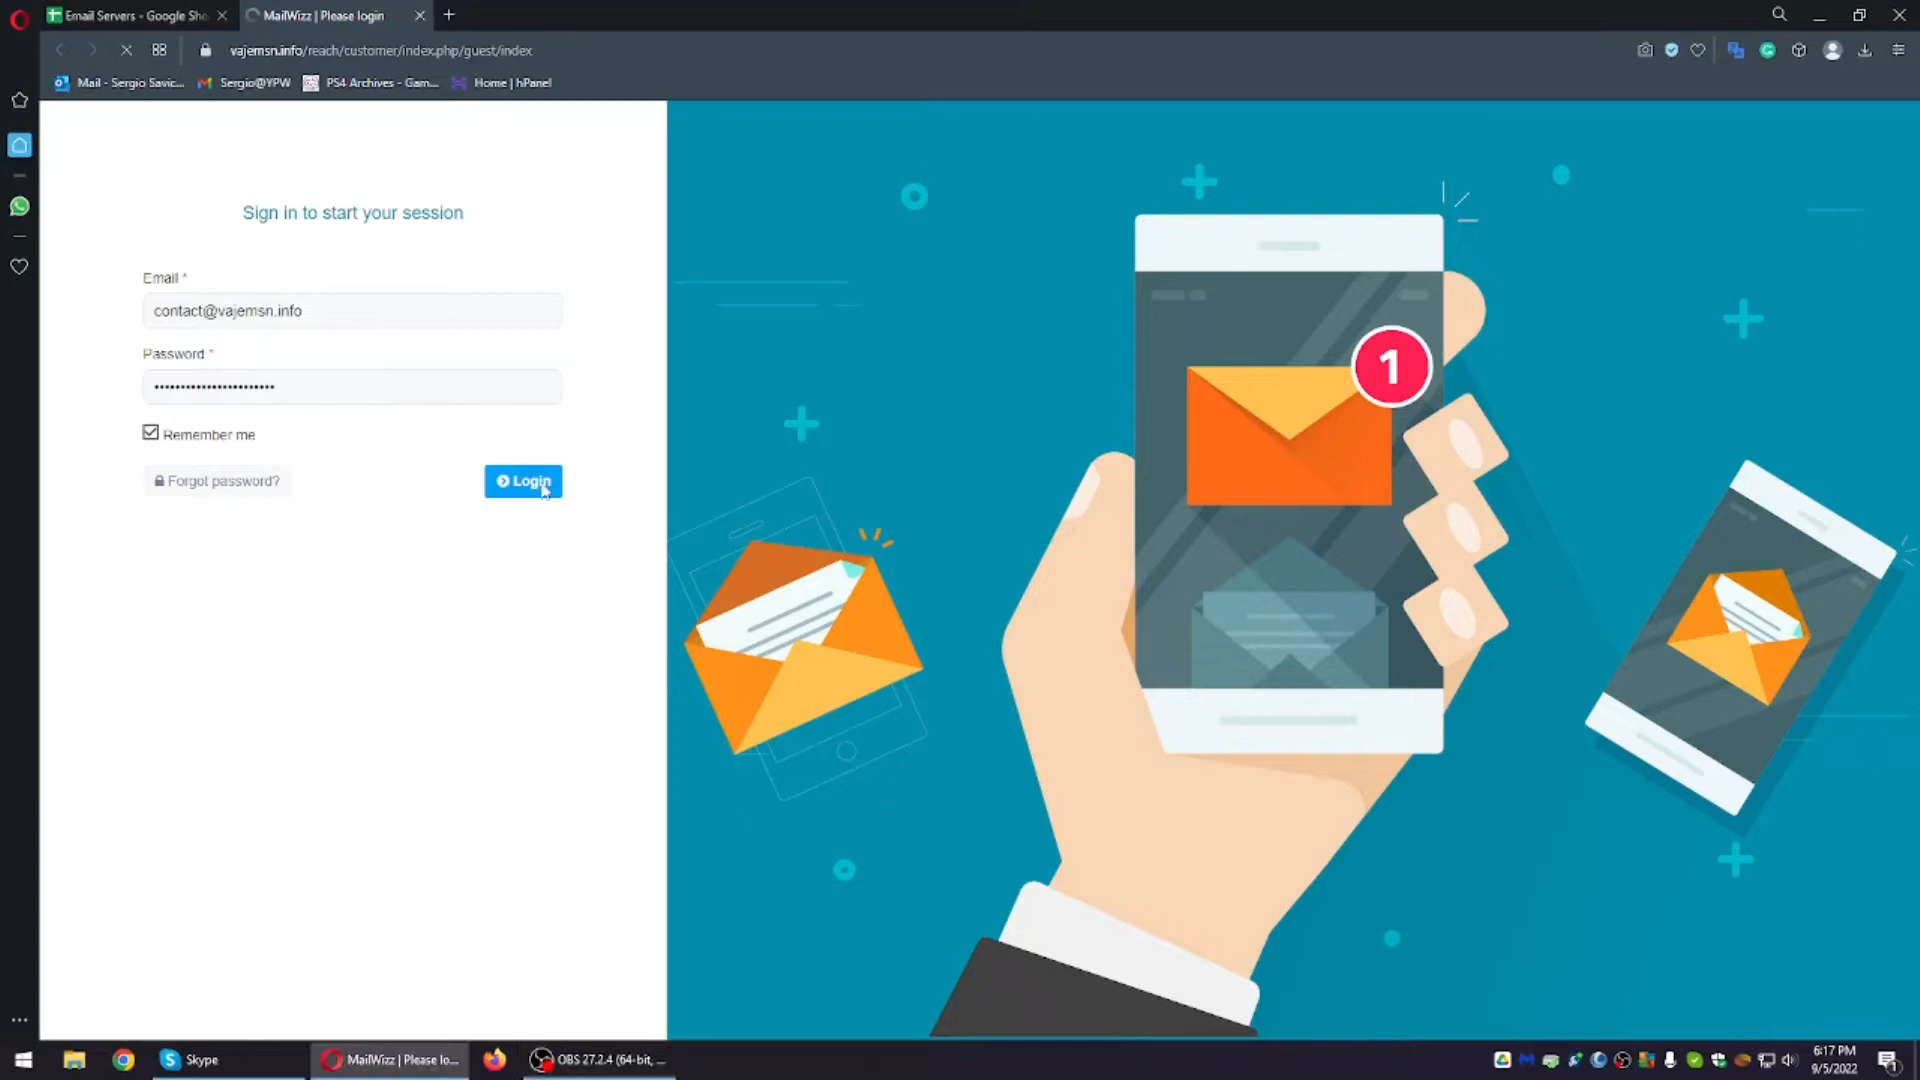 Email Servers - Google She
MailWizz | Please login
vajemsn.info/reach/customer/index.php/guest/index
Mail - Sergio Savic...
Sergio@YPW
PS4 Archives - Gam...
Home | hPanel
Sign in to start your session
Email *
contact@vajemsn.info
Password *
Remember me
Forgot password?
Login
1
Skype
MailWizz | Please lo...
OBS 27.2.4 (64-bit, ...
6:17 PM
9/5/2022
1